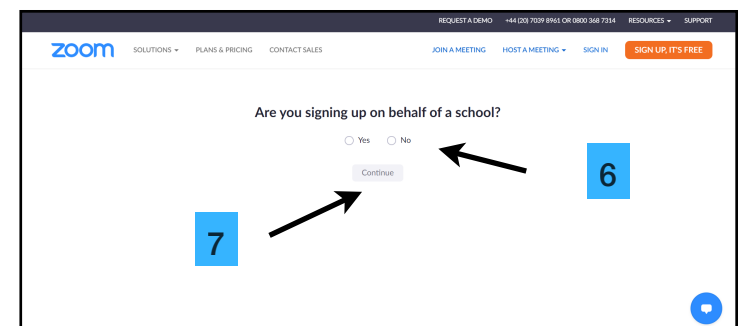 REQUEST A DEMO +44 (20) 7039 8961 OR 0800 368 7314 RESOURCES SUPPORT
zoom SOLUTIONS PLANS & PRICING CONTACT SALES JOIN A MEETING HOST A MEETING SIGN IN SIGN UP, IT'S FREE
Are you signing up on behalf of a school?
Yes No
Continue
6
7